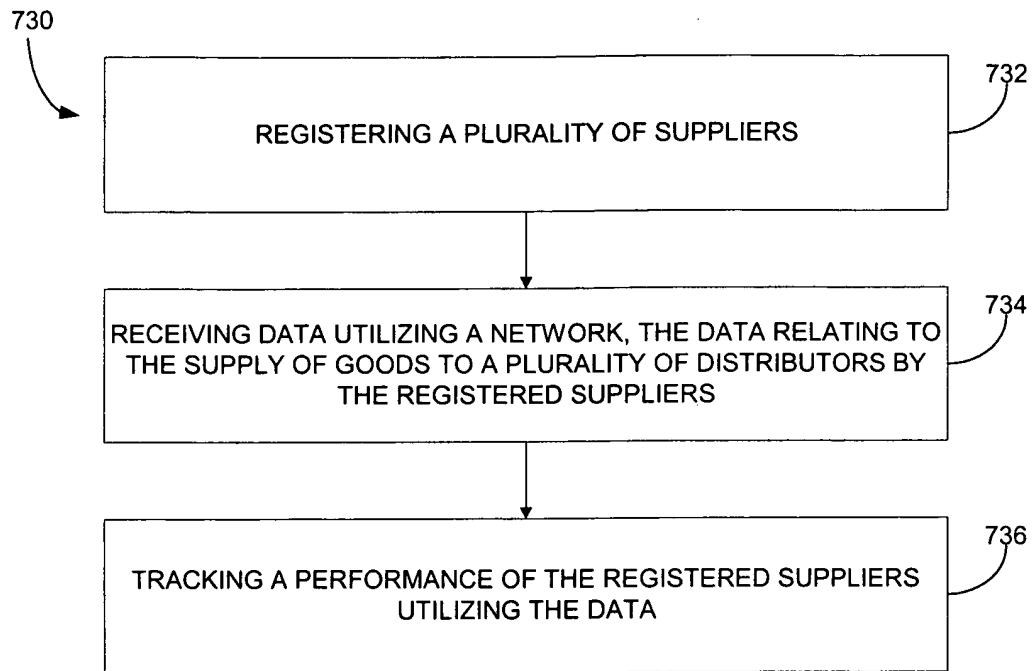 730
732
REGISTERING A PLURALITY OF SUPPLIERS
734
RECEIVING DATA UTILIZING A NETWORK, THE DATA RELATING TO
THE SUPPLY OF GOODS TO A PLURALITY OF DISTRIBUTORS BY
THE REGISTERED SUPPLIERS
736
TRACKING A PERFORMANCE OF THE REGISTERED SUPPLIERS
UTILIZING THE DATA